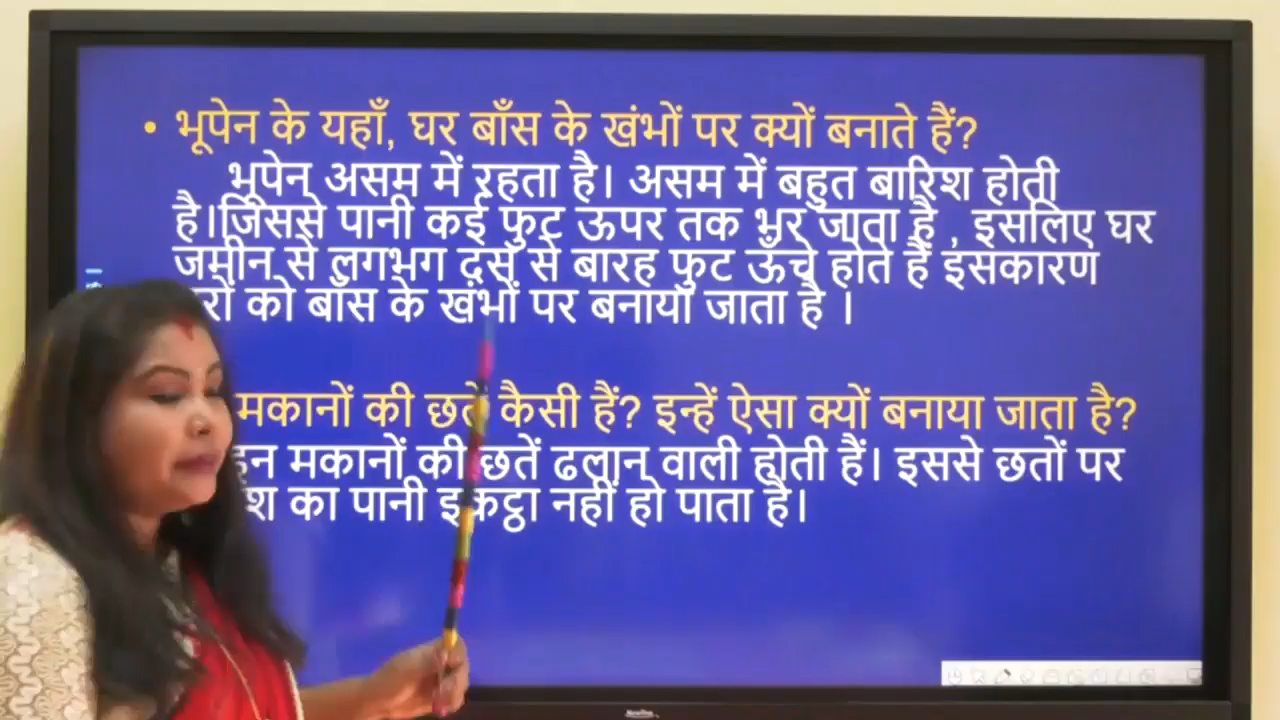 • भूपेन के यहाँ, घर बाँस के खंभों पर क्यों बनाते हैं?
भूपेन असम में रहता है। असम में बहुत बारिश होती
है।जिससे पानी कई फुट ऊपर तक भर जाता है , इसलिए घर
जमीन से लगभग दस से बारह फुट ऊँचे होते हैं इसकारण
को बाँस के खंभों पर बनाया जाता है ।
मकानों की छतें कैसी हैं? इन्हें ऐसा क्यों बनाया जाता है?
इन मकानों की छतें ढलान वाली होती हैं। इससे छतों पर
का पानी इकट्ठा नहीं हो पाता है।